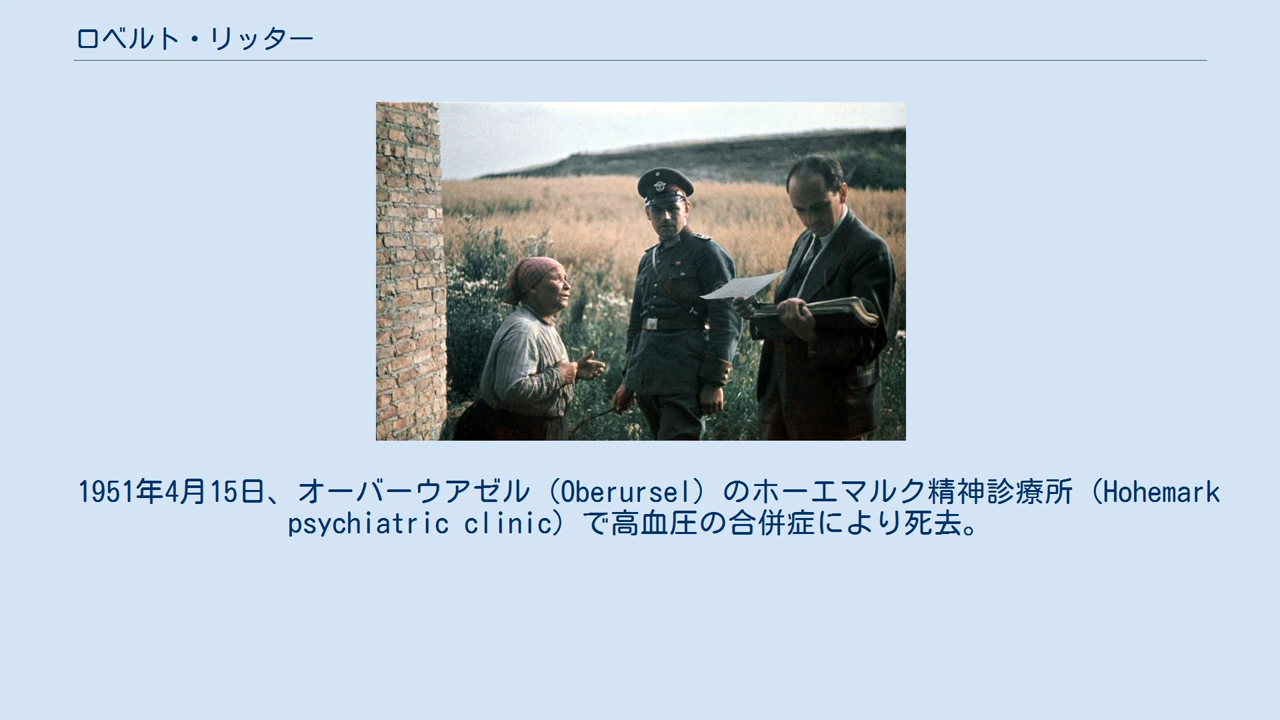 ロベルト・リッター
1951年4月15日、オーバーウアゼル（Oberursel）のホーエマルク精神診療所（Hohemark
psychiatric clinic）で高血圧の合併症により死去。